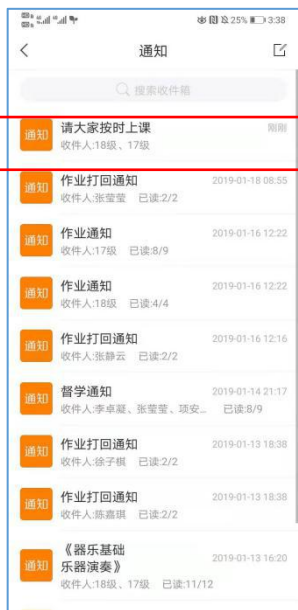 25% 3:38
通知
搜索收件箱
通知 请大家按时上课 刚刚
收件人:18级、17级
通知 作业打回通知 2019-01-18 08:55
收件人:张莹莹 已读:2/2
通知 作业通知 2019-01-16 12:22
收件人:17级 已读:8/9
通知 作业通知 2019-01-16 12:22
收件人:18级 已读:4/4
通知 作业打回通知 2019-01-16 12:16
收件人:张静云 已读:2/2
通知 督学通知 2019-01-14 21:17
收件人:李卓凝、张莹莹、项安... 已读:8/9
通知 作业打回通知 2019-01-13 18:38
收件人:徐子棋 已读:2/2
通知 作业打回通知 2019-01-13 18:38
收件人:陈嘉琪 已读:2/2
《器乐基础
通知 乐器演奏》 2019-01-13 16:20
收件人:18级、17级 已读:11/12